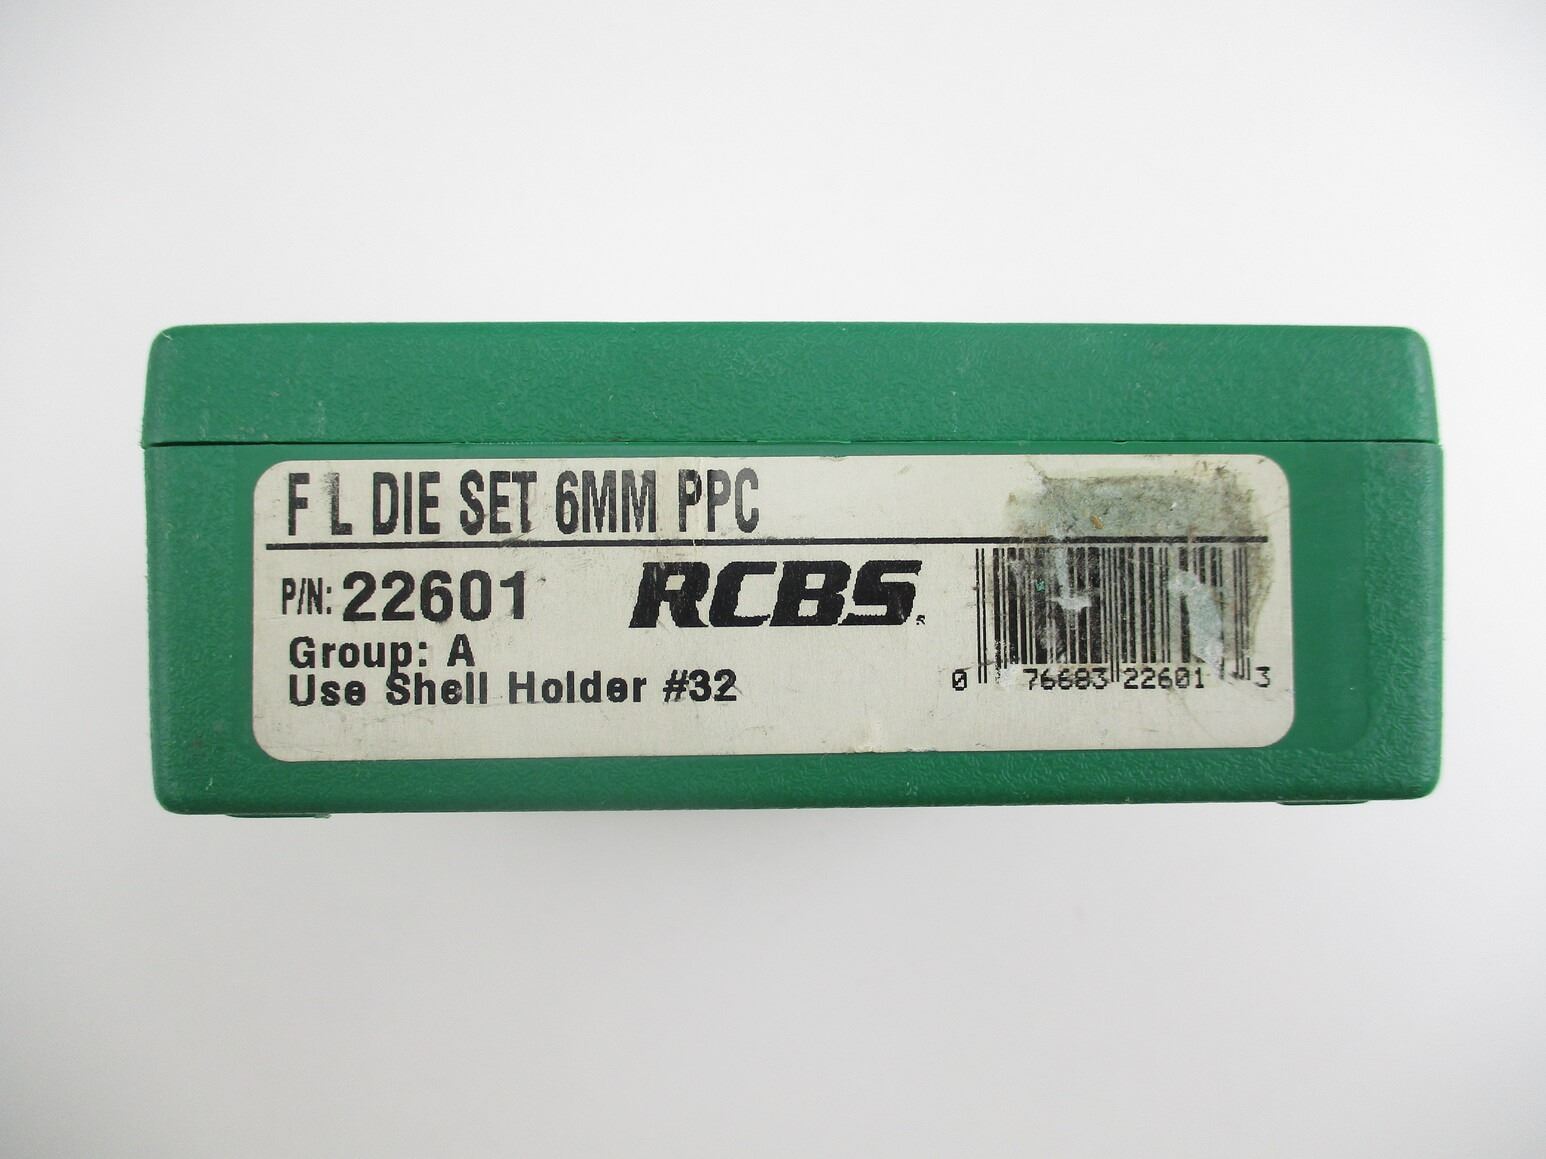 F L DIE SET 6MM PPC
P/N: 22601
RCBS
Group: A
Use Shell Holder #32
0 76683 22601 3